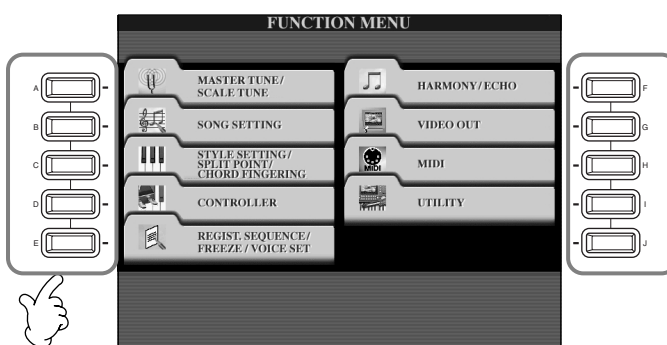 FUNCTION MENU
A
MASTER TUNE/
SCALE TUNE
HARMONY/ECHO
F
B
SONG SETTING
VIDEO OUT
G
C
STYLE SETTING/
SPLIT POINT/
CHORD FINGERING
MIDI
MIDI
H
D
CONTROLLER
UTILITY
I
E
REGIST. SEQUENCE/
FREEZE / VOICE SET
J